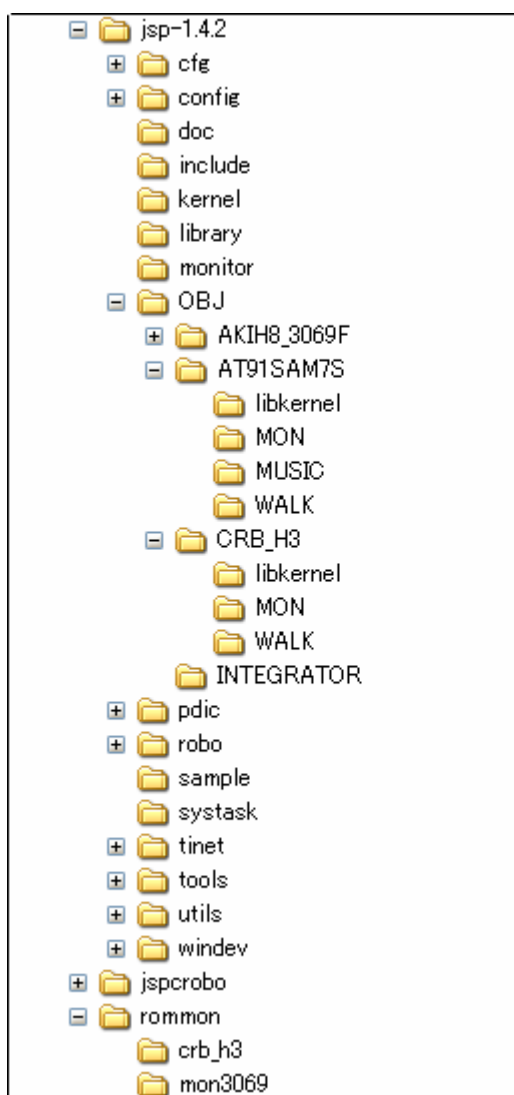 jsp-1.4.2
cfg
config
doc
include
kernel
library
monitor
OBJ
AKIH8_3069F
AT91SAM7S
libkernel
MON
MUSIC
WALK
CRB_H3
libkernel
MON
WALK
INTEGRATOR
pdic
robo
sample
systask
tinet
tools
utils
windev
jspcrobo
rommon
crb_h3
mon3069